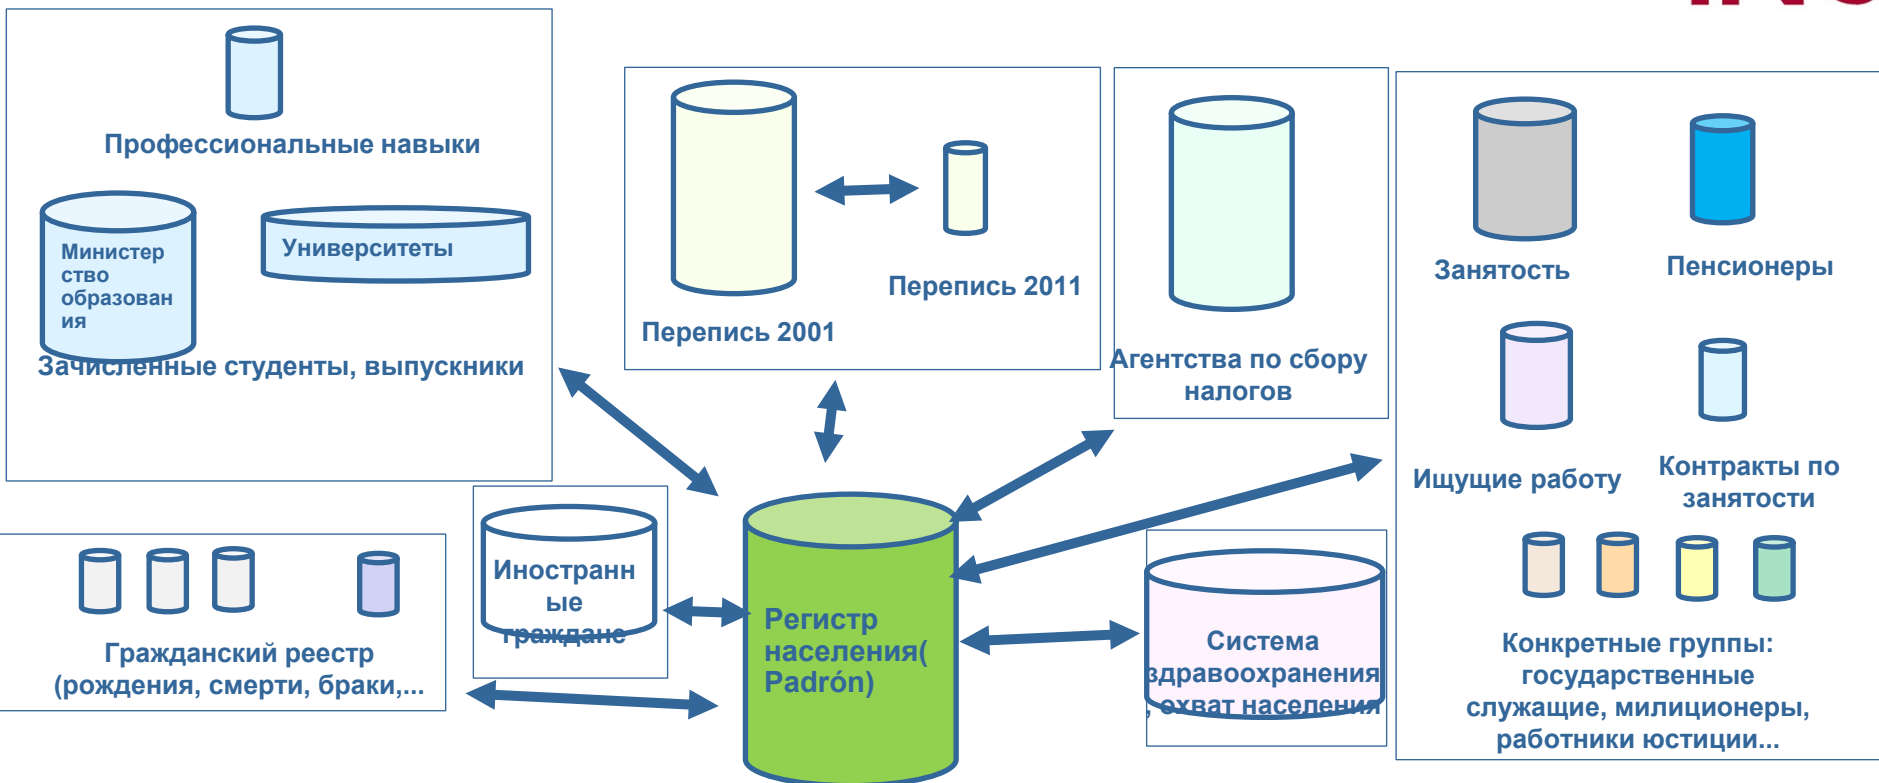 Профессиональные навыки
Министер
ство
образован
ия
Университеты
Зачисленные студенты, выпускники
Перепись 2001
Перепись 2011
Агентства по сбору
налогов
Занятость
Пенсионеры
Ищущие работу
Контракты по
занятости
Конкретные группы:
государственные
служащие, милиционеры,
работники юстиции...
Гражданский реестр
(рождения, смерти, браки,...
Иностранн
ые
граждане
Регистр
населения(
Padrón)
Система
здравоохранения
, охват населения